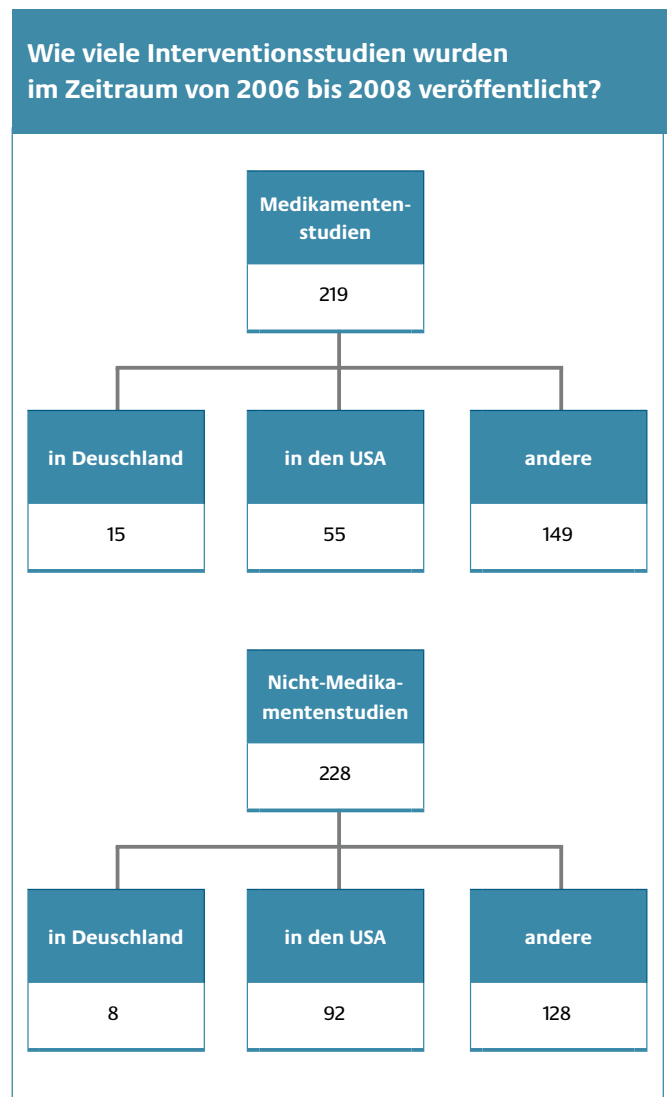 Wie viele Interventionsstudien wurden
im Zeitraum von 2006 bis 2008 veröffentlicht?
Medikamenten-
studien
219
in Deuschland
in den USA
andere
15
55
149
Nicht-Medika-
mentenstudien
228
in Deuschland
in den USA
andere
8
92
128